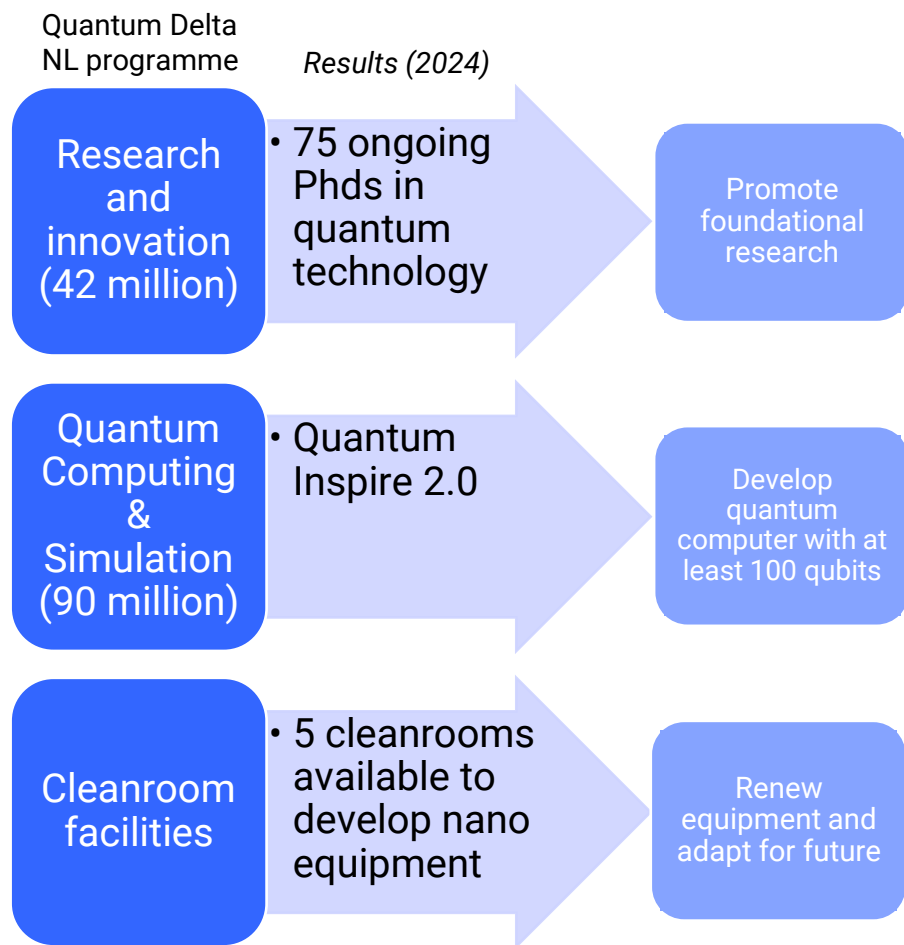 Quantum Delta
NL programme
Results (2024)
Research
and
innovation
(42 million)
• 75 ongoing
Phds in
quantum
technology
Promote
foundational
research
Quantum
Computing
&
Simulation
(90 million)
• Quantum
Inspire 2.0
Develop
quantum
computer with at
least 100 qubits
Cleanroom
facilities
• 5 cleanrooms
available to
develop nano
equipment
Renew
equipment and
adapt for future